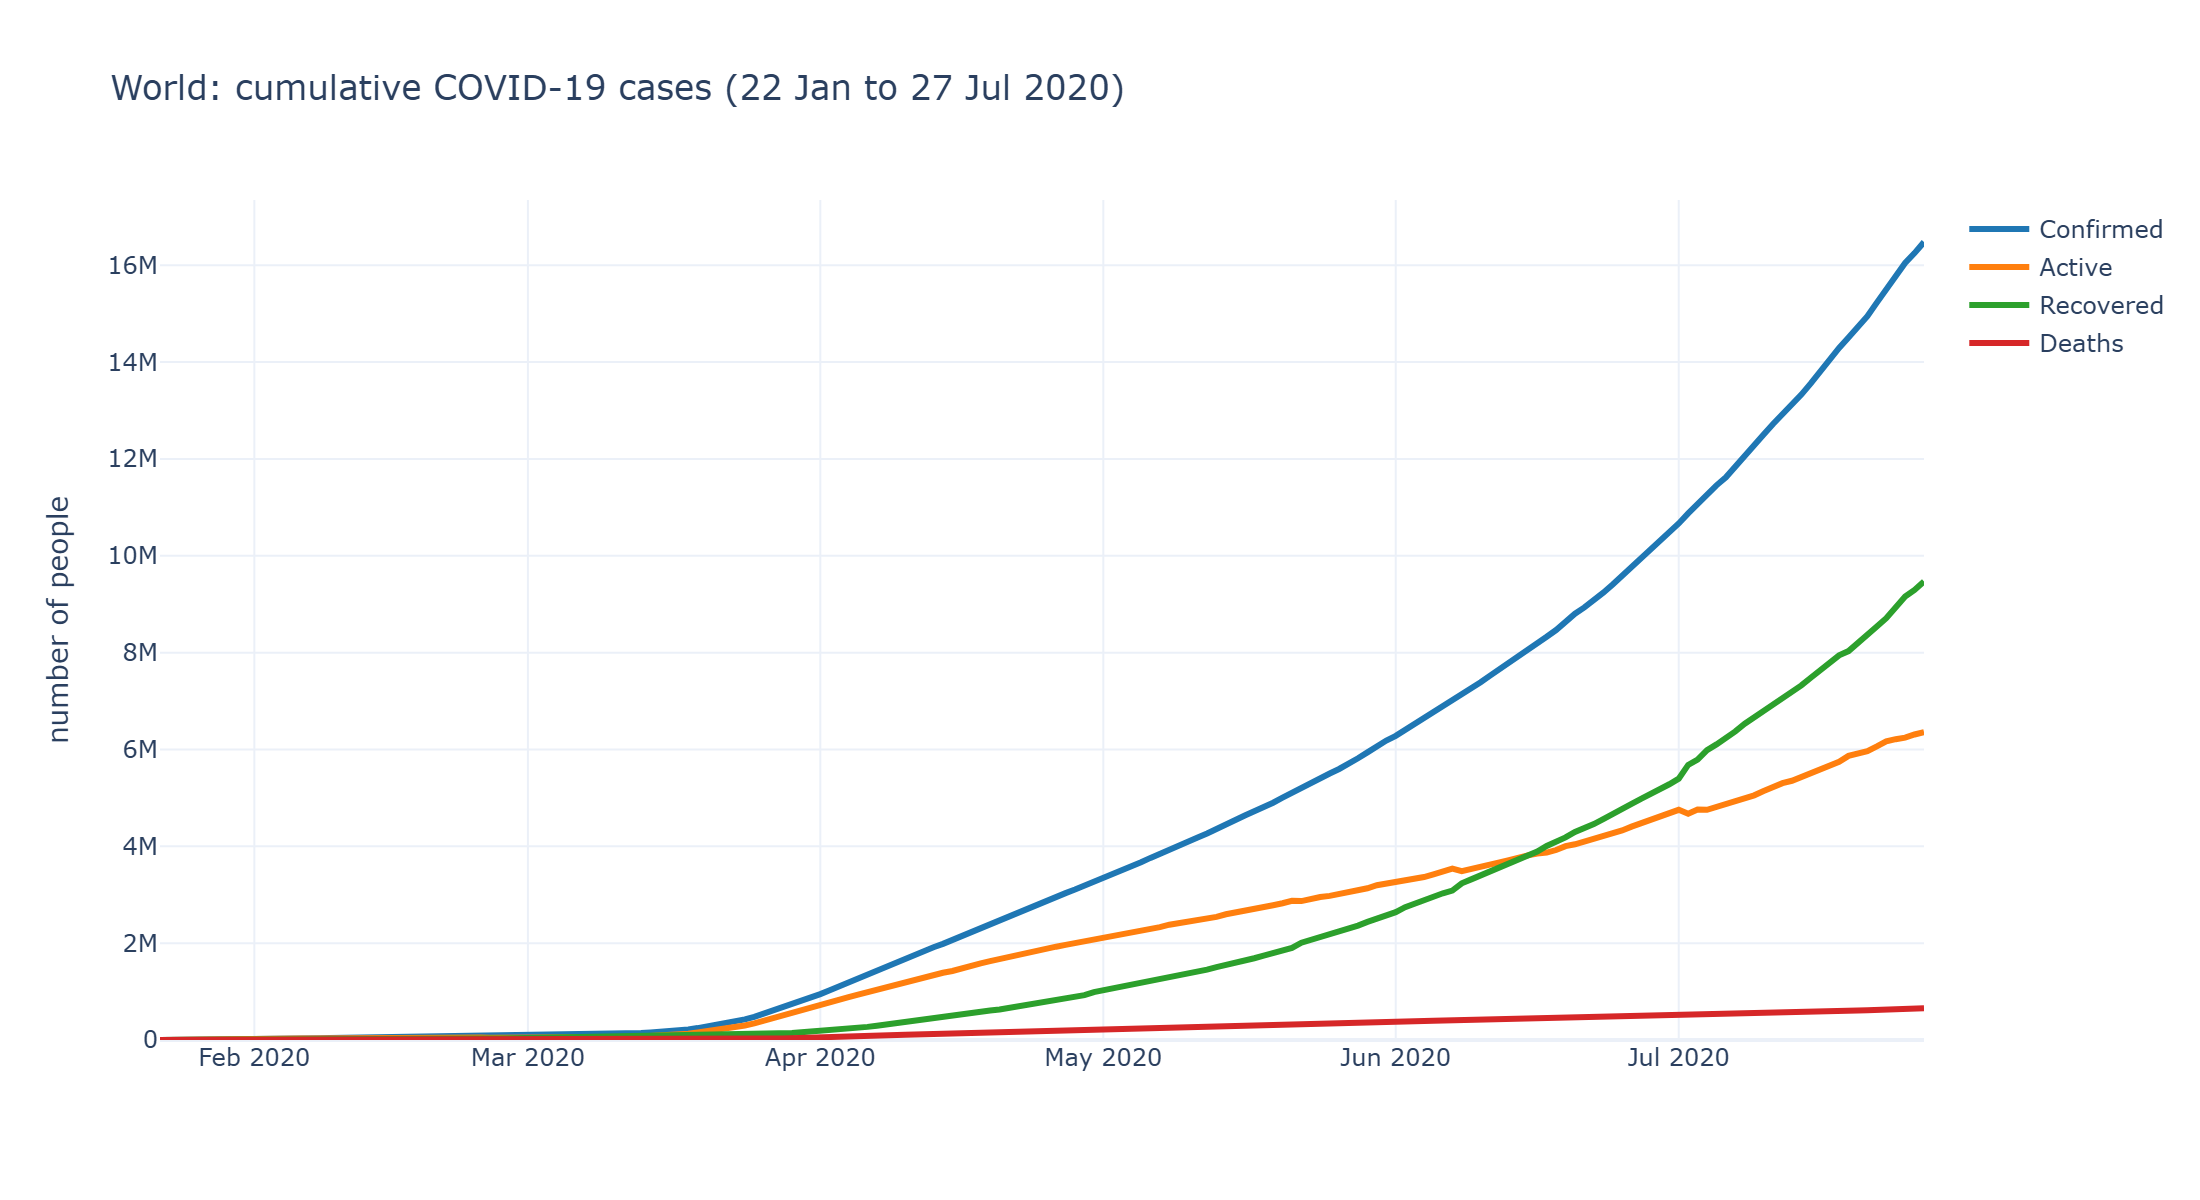 World: cumulative COVID-19 cases (22 Jan to 27 Jul 2020)
Confirmed
Active
Recovered
Deaths
number of people
16M
14M
12M
10M
8M
6M
4M
2M
0
Feb 2020
Mar 2020
Apr 2020
May 2020
Jun 2020
Jul 2020